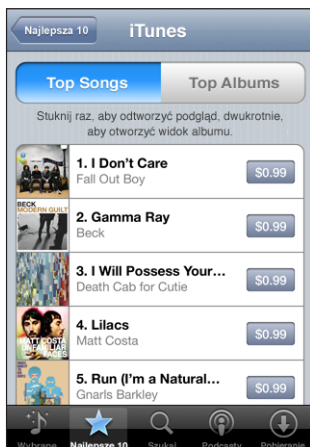 Najlepsza 10
iTunes
Top Songs
Top Albums
Stuknij raz, aby odtworzyć podgląd, dwukrotnie,
aby otworzyć widok albumu.
1. I Don't Care
Fall Out Boy
$0.99
BECK
MODERN GUILT
2. Gamma Ray
Beck
$0.99
3. I Will Possess Your...
Death Cab for Cutie
$0.99
MATT COSTA
UNFAMILIAR
FACES
4. Lilacs
Matt Costa
$0.99
5. Run (I'm a Natural...
Gnarls Barkley
$0.99
Wybrane
Najlepsze 10
Szukaj
Podcasty
Pobieranie